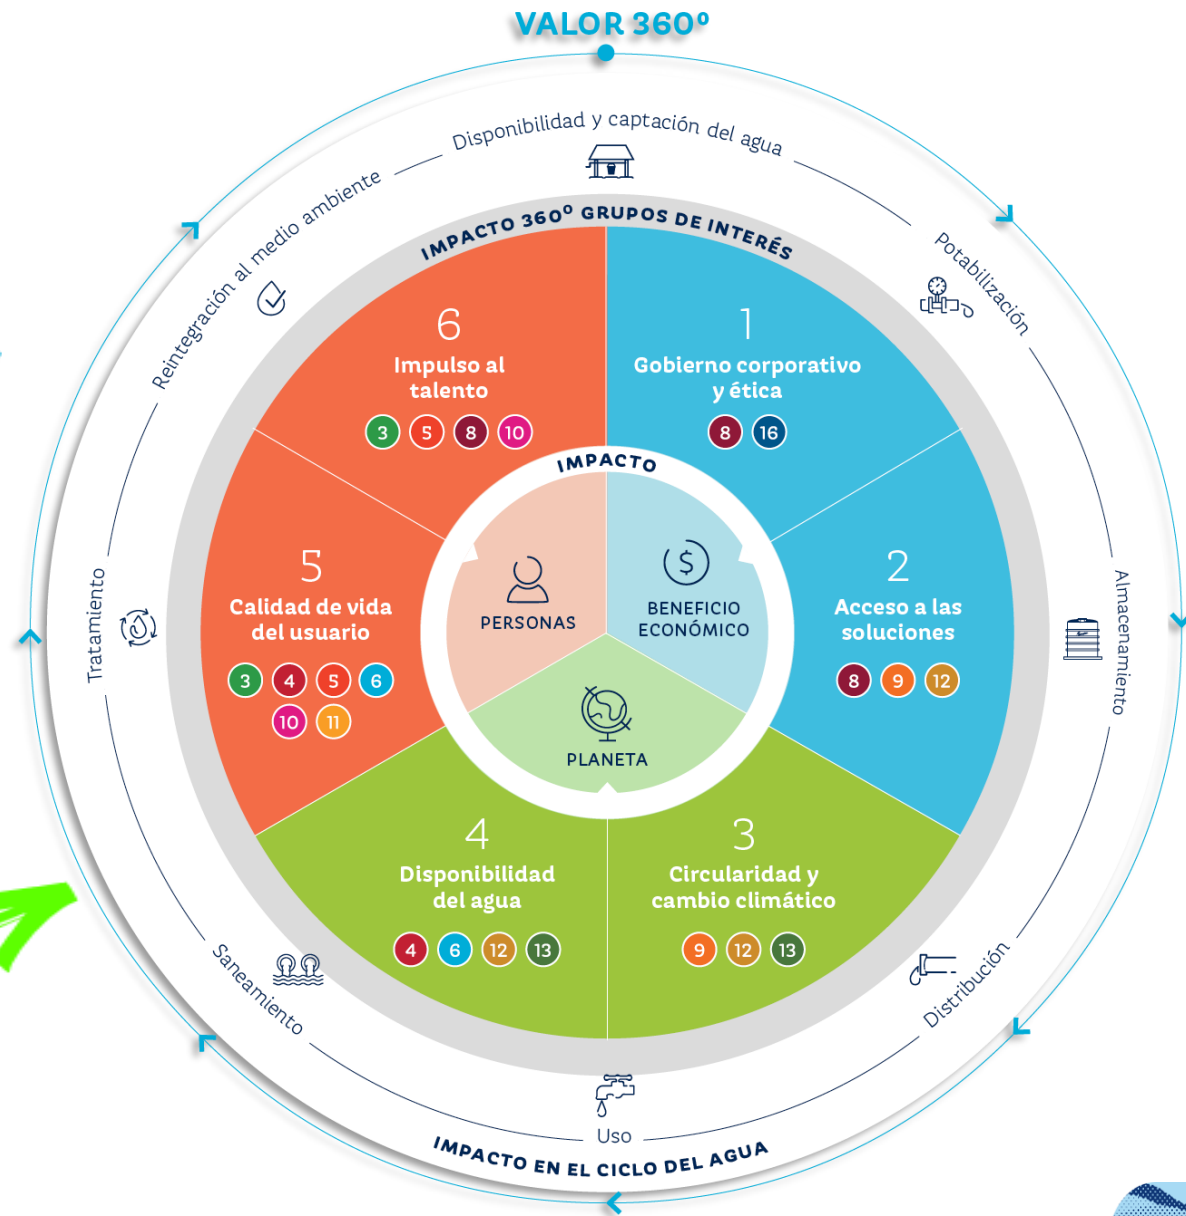 VALOR 360º
Disponibilidad y captación del agua
Potabilización
Almacenamiento
Distribución
Uso
Saneamiento
Tratamiento
Reintegración al medio ambiente
IMPACTO 360º GRUPOS DE INTERÉS
1
Gobierno corporativo
y ética
8 16
2
Acceso a las
soluciones
8 9 12
3
Circularidad y
cambio climático
9 12 13
4
Disponibilidad
del agua
4 6 12 13
5
Calidad de vida
del usuario
3 4 5 6
10 11
6
Impulso al
talento
3 5 8 10
IMPACTO
PERSONAS
$
BENEFICIO
ECONÓMICO
PLANETA
IMPACTO EN EL CICLO DEL AGUA